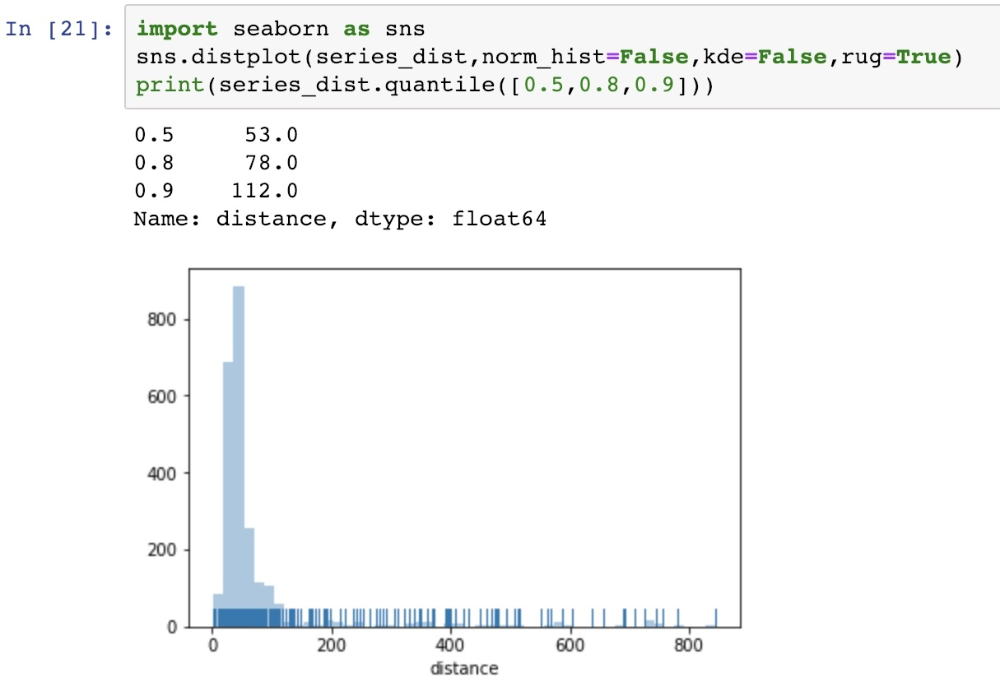 In [21]:
import seaborn as sns
sns.distplot(series_dist,norm_hist=False,kde=False,rug=True)
print(series_dist.quantile([0.5,0.8,0.9]))
0.5 53.0
0.8 78.0
0.9 112.0
Name: distance, dtype: float64
800
600
400
200
0
0 200 400 600 800
distance